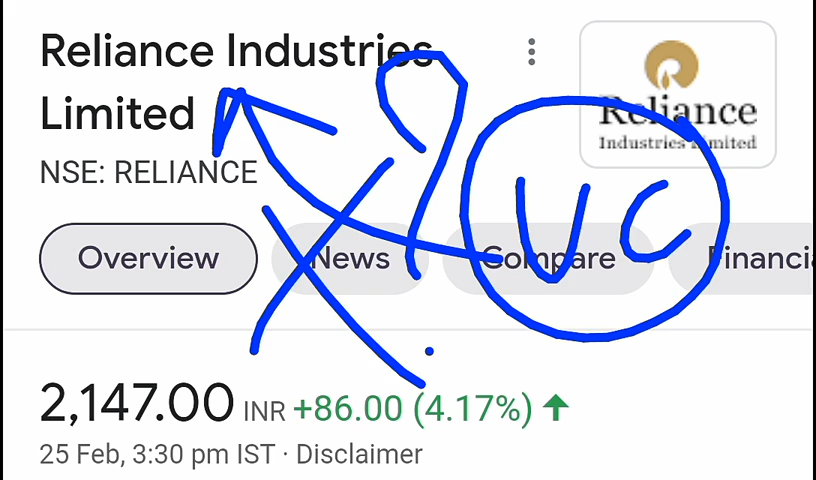 Reliance Industries
Limited
NSE: RELIANCE
Reliance
Industries Limited
x?
UC
Overview
News
Compare
Financi
2,147.00 INR +86.00 (4.17%) ↑
25 Feb, 3:30 pm IST · Disclaimer